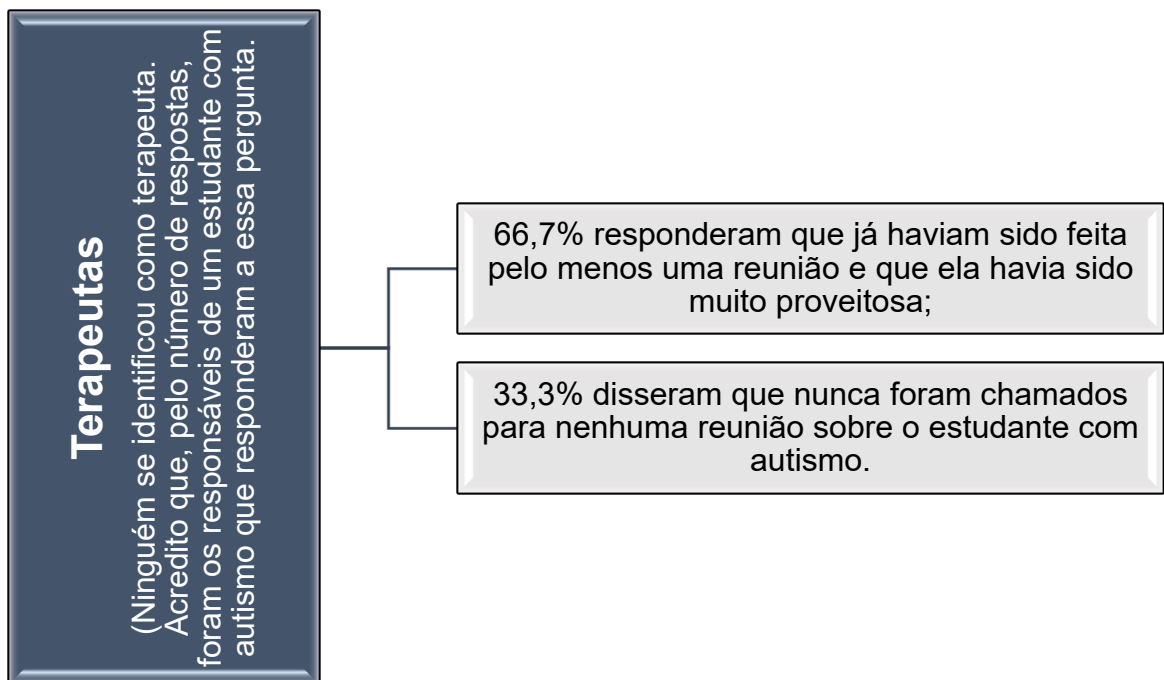 Terapeutas
(Ninguém se identificou como terapeuta.
Acredito que, pelo número de respostas,
foram os responsáveis de um estudante com
autismo que responderam a essa pergunta.
66,7% responderam que já haviam sido feita
pelo menos uma reunião e que ela havia sido
muito proveitosa;
33,3% disseram que nunca foram chamados
para nenhuma reunião sobre o estudante com
autismo.